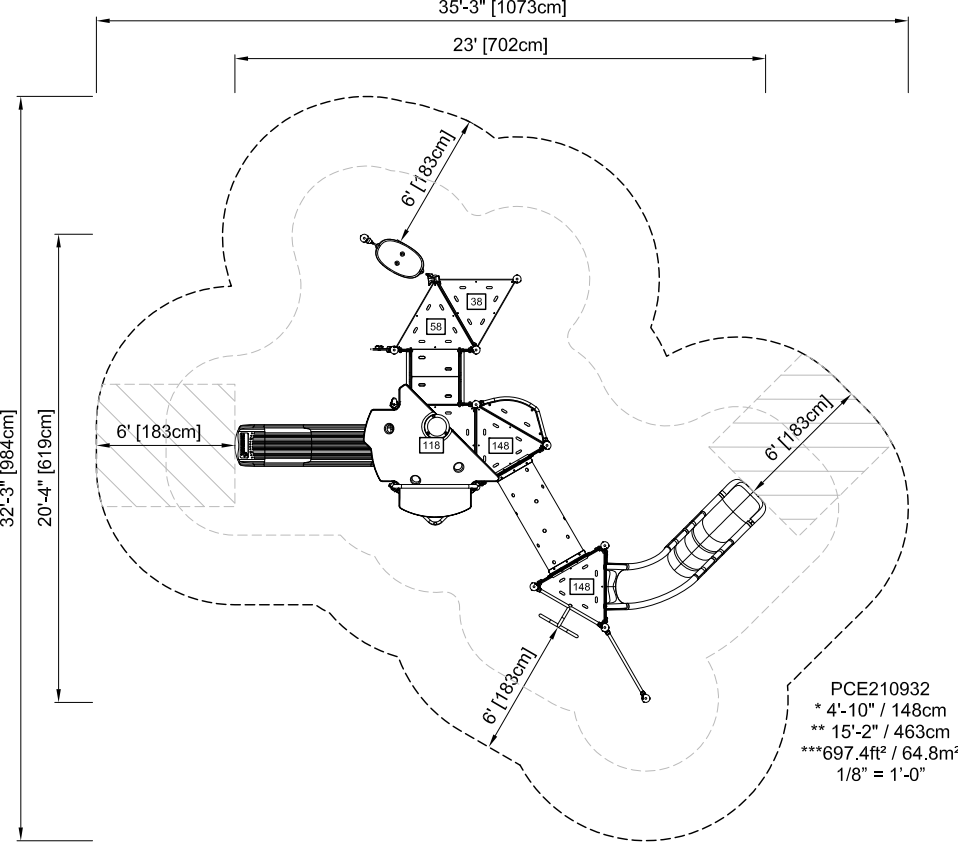 35'-3" [1073cm]
23' [702cm]
6' [183cm]
38
58
32'-3" [984cm]
20'-4" [619cm]
6' [183cm]
118
148
6' [183cm]
148
6' [183cm]
PCE210932
* 4'-10" / 148cm
** 15'-2" / 463cm
***697.4ft² / 64.8m²
1/8” = 1’-0”